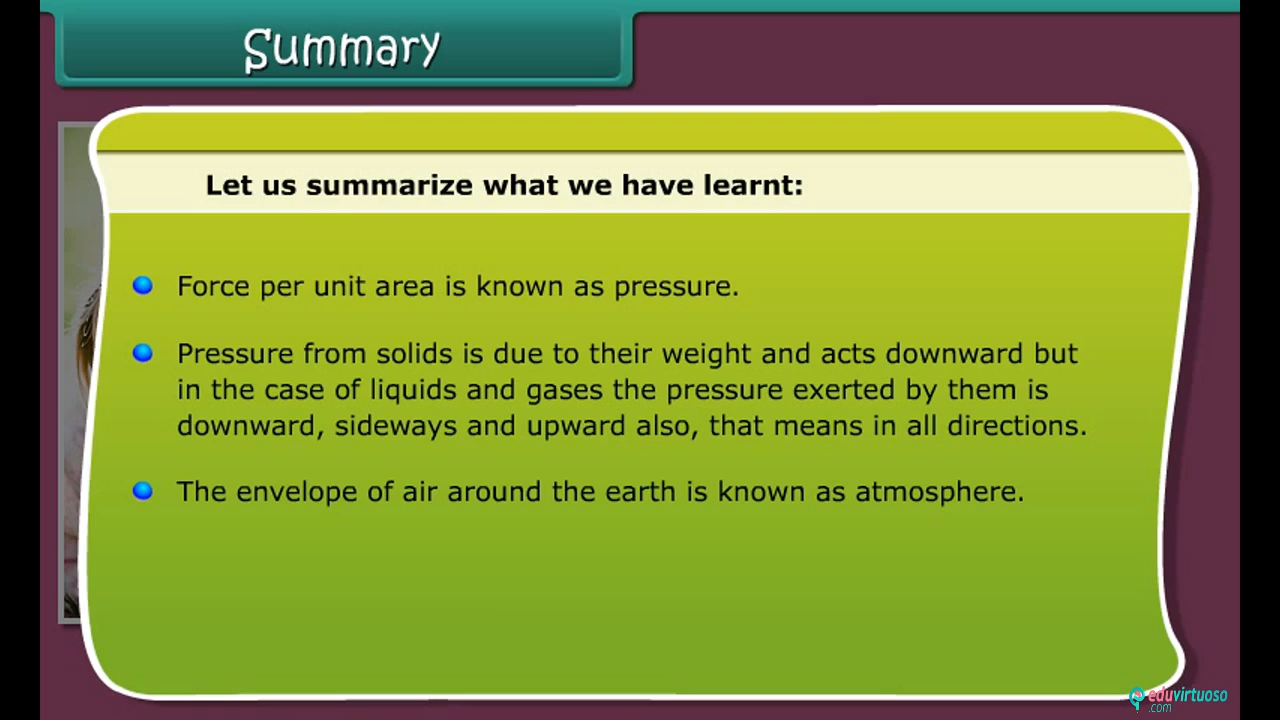 Summary
Let us summarize what we have learnt:
Force per unit area is known as pressure.
Pressure from solids is due to their weight and acts downward but
in the case of liquids and gases the pressure exerted by them is
downward, sideways and upward also, that means in all directions.
The envelope of air around the earth is known as atmosphere.
eduvirtuoso
.com